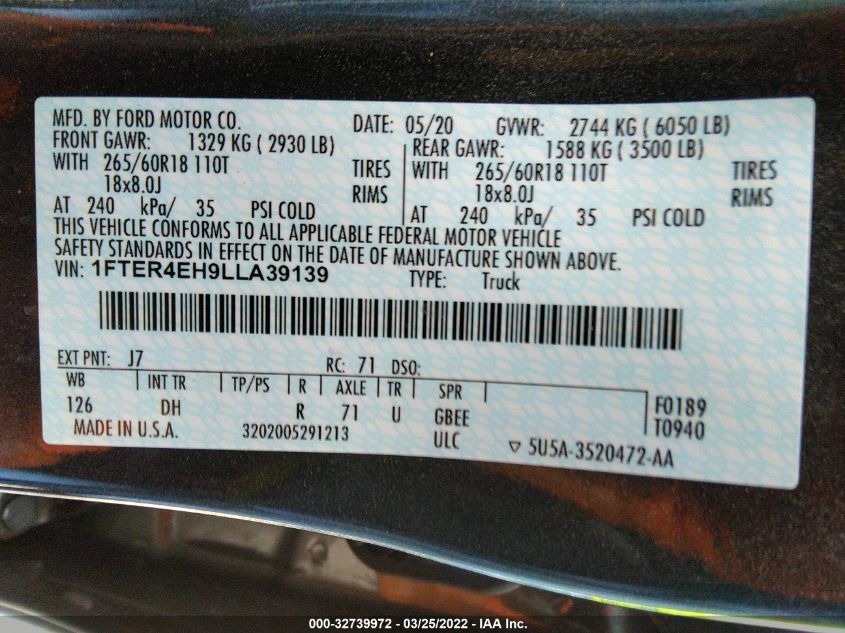 MFD. BY FORD MOTOR CO. DATE: 05/20 GVWR: 2744 KG ( 6050 LB)
FRONT GAWR: 1329 KG ( 2930 LB) REAR GAWR: 1588 KG ( 3500 LB)
WITH 265/60R18 110T TIRES WITH 265/60R18 110T TIRES
18x8.0J RIMS 18x8.0J RIMS
AT 240 kPa/ 35 PSI COLD AT 240 kPa/ 35 PSI COLD
THIS VEHICLE CONFORMS TO ALL APPLICABLE FEDERAL MOTOR VEHICLE
SAFETY STANDARDS IN EFFECT ON THE DATE OF MANUFACTURE SHOWN ABOVE.
VIN: 1FTER4EH9LLA39139 TYPE: Truck
EXT PNT: J7 RC: 71 DSO:
WB INT TR TP/PS R AXLE TR SPR
126 DH R 71 U GBEE F0189
MADE IN U.S.A. 3202005291213 ULC T0940
5U5A-3520472-AA
000-32739972 - 03/25/2022 - IAA Inc.